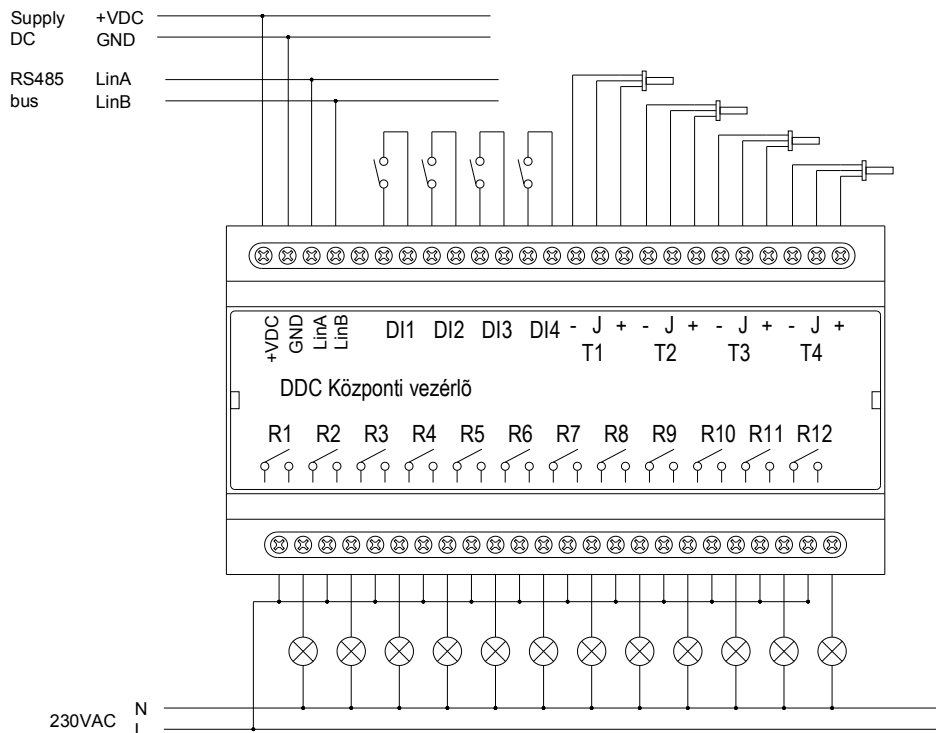 Supply +VDC
DC GND
RS485 LinA
bus LinB
+VDC GND LinA LinB DI1 DI2 DI3 DI4 - J + - J + - J + - J +
T1 T2 T3 T4
DDC Központi vezérlõ
R1 R2 R3 R4 R5 R6 R7 R8 R9 R10 R11 R12
N
230VAC L